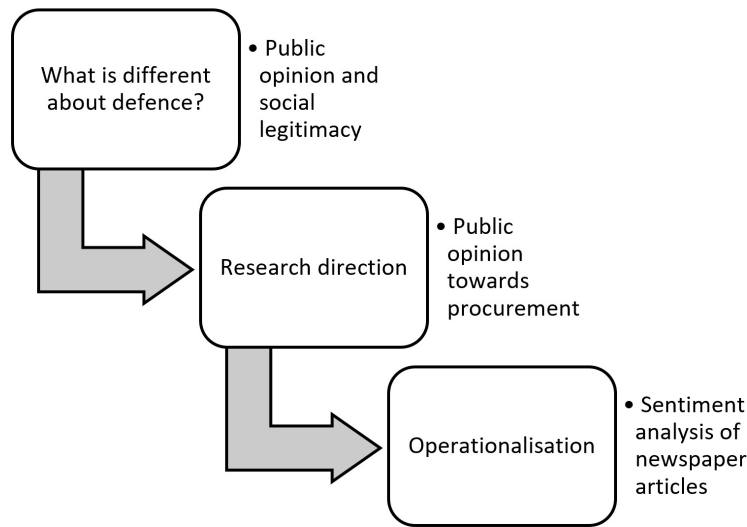 What is different
about defence?
• Public
opinion and
social
legitimacy
Research direction
• Public
opinion
towards
procurement
Operationalisation
• Sentiment
analysis of
newspaper
articles